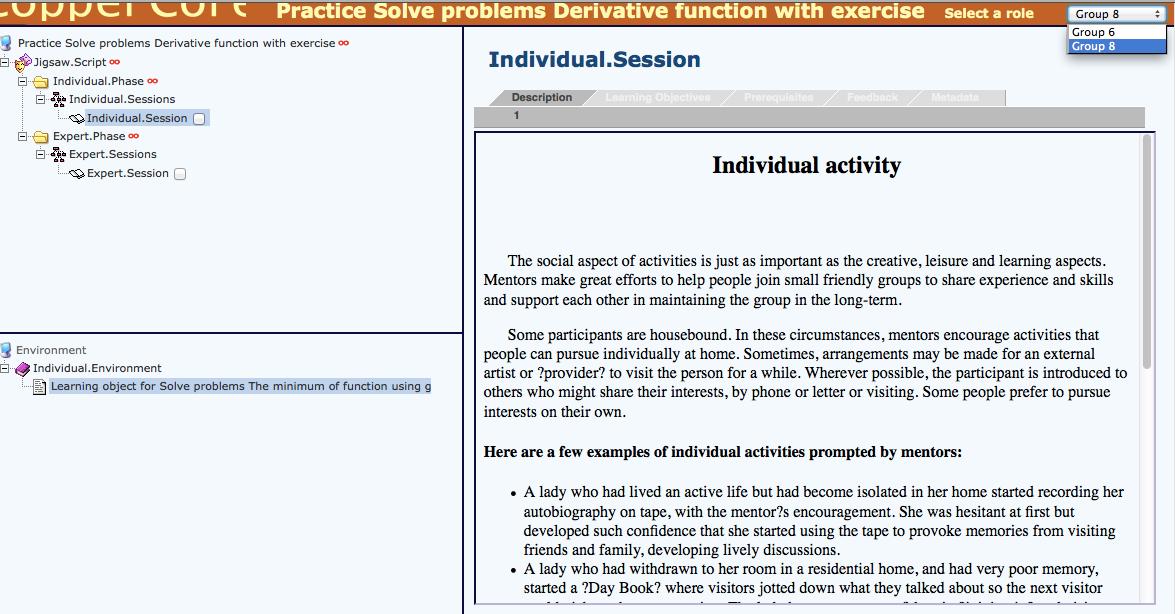 Copper Core
Practice Solve problems Derivative function with exercise
Select a role
Group 8
Group 6
Group 8
Practice Solve problems Derivative function with exercise
Jigsaw.Script
Individual.Phase
Individual.Sessions
Individual.Session
Expert.Phase
Expert.Sessions
Expert.Session
Environment
Individual.Environment
Learning object for Solve problems The minimum of function using g
Individual.Session
Description Learning Objectives Prerequisites Feedback Metadata
1
Individual activity
The social aspect of activities is just as important as the creative, leisure and learning aspects.
Mentors make great efforts to help people join small friendly groups to share experience and skills
and support each other in maintaining the group in the long-term.
Some participants are housebound. In these circumstances, mentors encourage activities that
people can pursue individually at home. Sometimes, arrangements may be made for an external
artist or ?provider? to visit the person for a while. Wherever possible, the participant is introduced to
others who might share their interests, by phone or letter or visiting. Some people prefer to pursue
interests on their own.
Here are a few examples of individual activities prompted by mentors:
• A lady who had lived an active life but had become isolated in her home started recording her
autobiography on tape, with the mentor?s encouragement. She was hesitant at first but
developed such confidence that she started using the tape to provoke memories from visiting
friends and family, developing lively discussions.
• A lady who had withdrawn to her room in a residential home, and had very poor memory,
started a ?Day Book? where visitors jotted down what they talked about so the next visitor